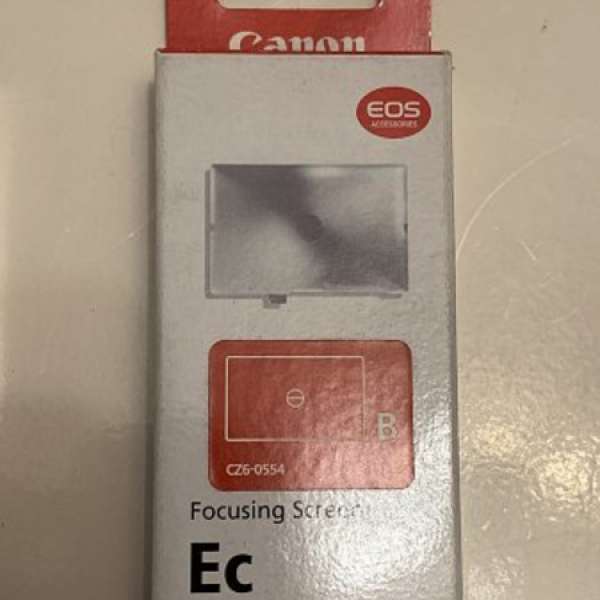 Canon
EOS
ACCESSORIES
B
CZ6-0554
Focusing Screen
Ec